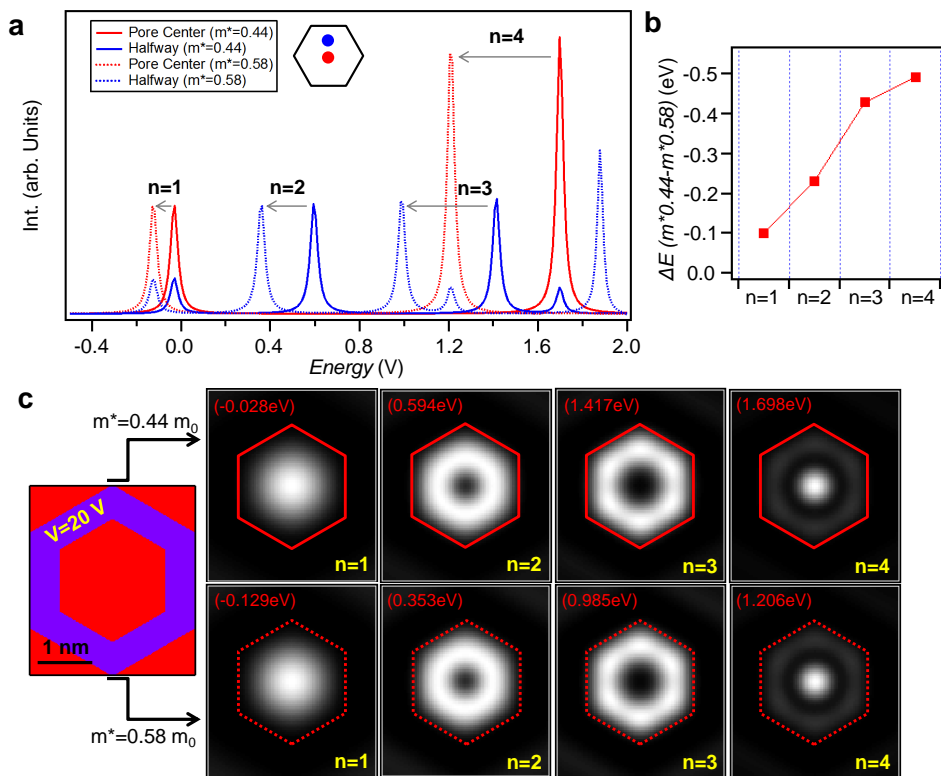 a
Pore Center (m*=0.44)
Halfway (m*=0.44)
Pore Center (m*=0.58)
Halfway (m*=0.58)
n=1
n=2
n=3
n=4
Int. (arb. Units)
-0.4
0.0
0.4
0.8
1.2
1.6
2.0
Energy (V)
b
-0.5
-0.4
-0.3
-0.2
-0.1
0.0
ΔE (m*0.44-m*0.58) (eV)
n=1
n=2
n=3
n=4
c
m*=0.44 m₀
V=20 V
1 nm
m*=0.58 m₀
(-0.028eV)
n=1
(0.594eV)
n=2
(1.417eV)
n=3
(1.698eV)
n=4
(-0.129eV)
n=1
(0.353eV)
n=2
(0.985eV)
n=3
(1.206eV)
n=4